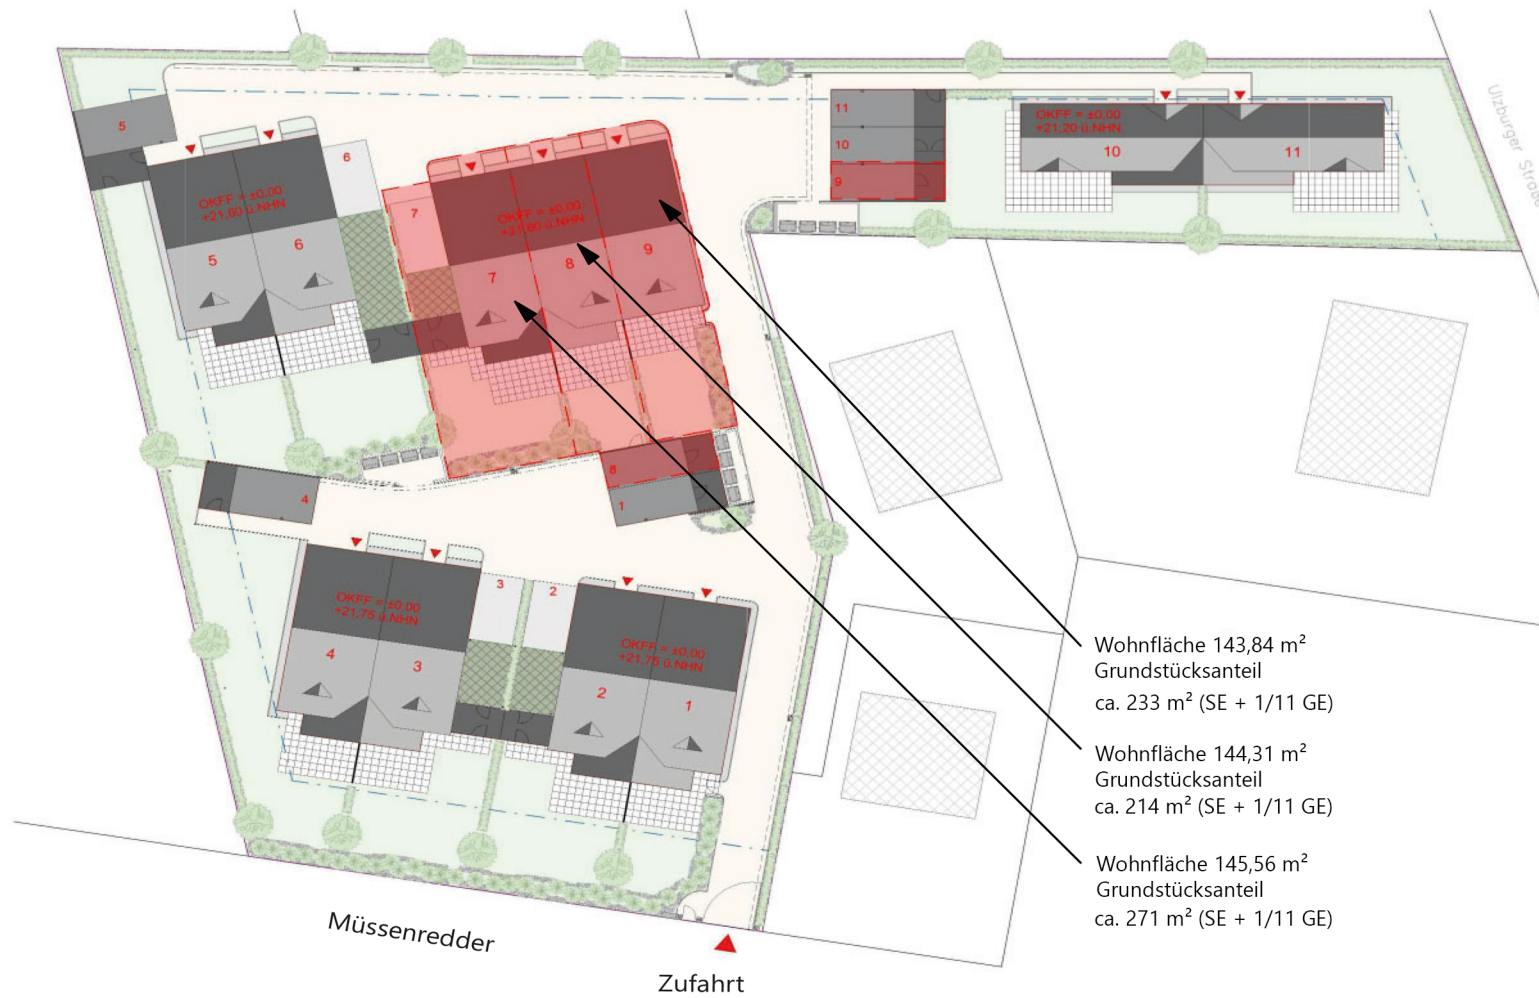 Ulzburger Straße
5
6
OKFF = ±0,00
+21,60 ü.NHN
5
6
7
OKFF = ±0,00
+21,60 ü.NHN
7
8
9
11
10
9
OKFF = ±0,00
+21,20 ü.NHN
10
11
4
8
1
3
2
OKFF = ±0,00
+21,75 ü.NHN
4
3
OKFF = ±0,00
+21,75 ü.NHN
2
1
Wohnfläche 143,84 m²
Grundstücksanteil
ca. 233 m² (SE + 1/11 GE)
Wohnfläche 144,31 m²
Grundstücksanteil
ca. 214 m² (SE + 1/11 GE)
Wohnfläche 145,56 m²
Grundstücksanteil
ca. 271 m² (SE + 1/11 GE)
Müssenredder
Zufahrt